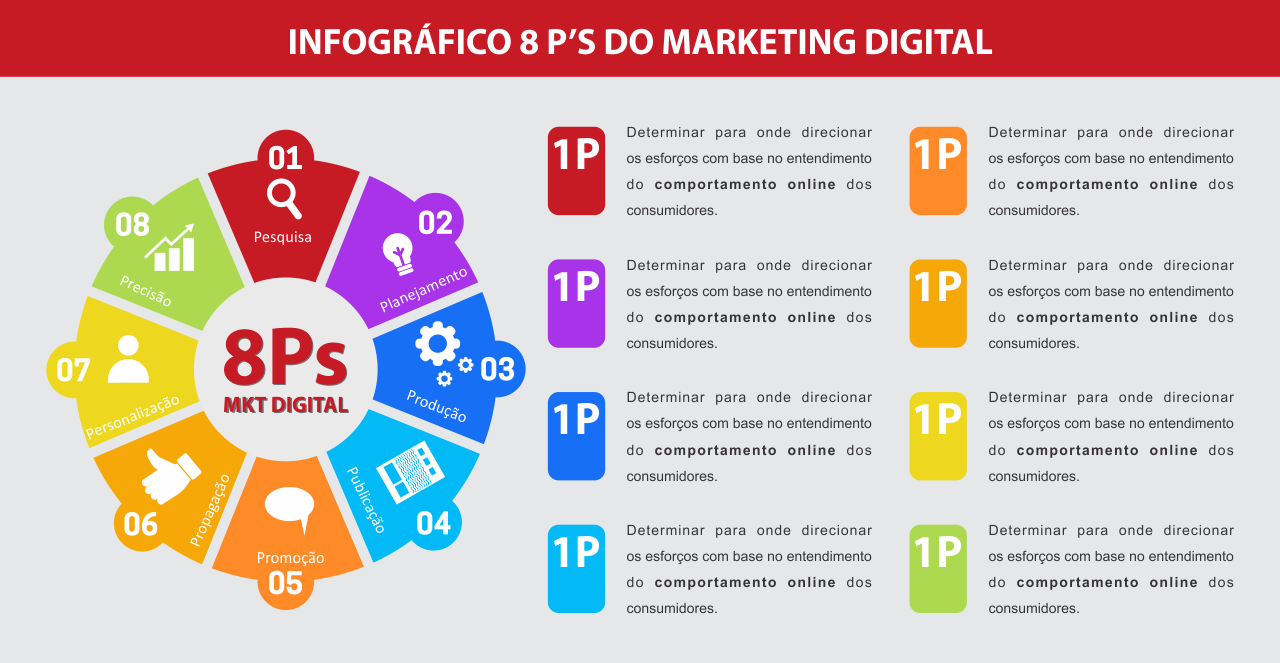 INFOGRÁFICO 8 P’S DO MARKETING DIGITAL
01
Pesquisa
02
Planejamento
03
Produção
04
Publicação
05
Promoção
06
Propagação
07
Personalização
08
Precisão
8Ps
MKT DIGITAL
1P
Determinar para onde direcionar
os esforços com base no entendimento
do comportamento online dos
consumidores.
1P
Determinar para onde direcionar
os esforços com base no entendimento
do comportamento online dos
consumidores.
1P
Determinar para onde direcionar
os esforços com base no entendimento
do comportamento online dos
consumidores.
1P
Determinar para onde direcionar
os esforços com base no entendimento
do comportamento online dos
consumidores.
1P
Determinar para onde direcionar
os esforços com base no entendimento
do comportamento online dos
consumidores.
1P
Determinar para onde direcionar
os esforços com base no entendimento
do comportamento online dos
consumidores.
1P
Determinar para onde direcionar
os esforços com base no entendimento
do comportamento online dos
consumidores.
1P
Determinar para onde direcionar
os esforços com base no entendimento
do comportamento online dos
consumidores.